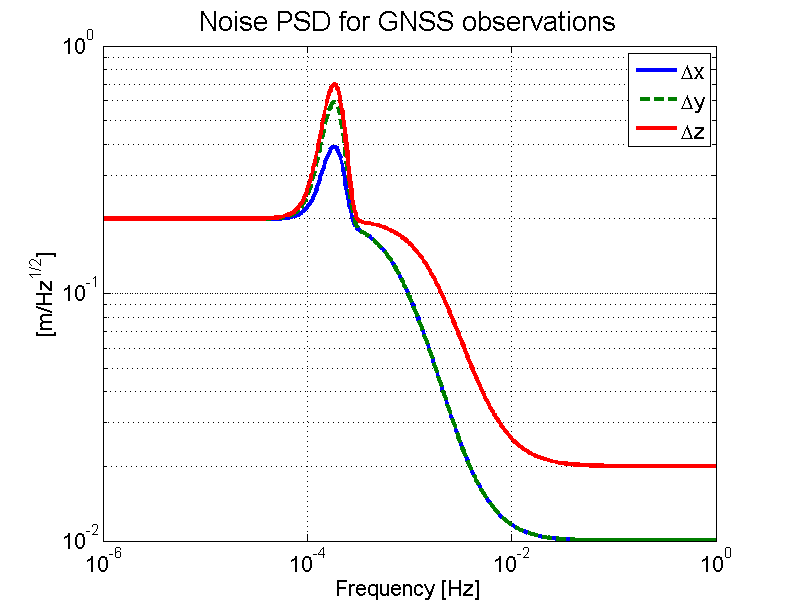 Noise PSD for GNSS observations
10^0
10^-1
10^-2
[m/Hz^1/2]
Δx
Δy
Δz
10^-6
10^-4
10^-2
10^0
Frequency [Hz]